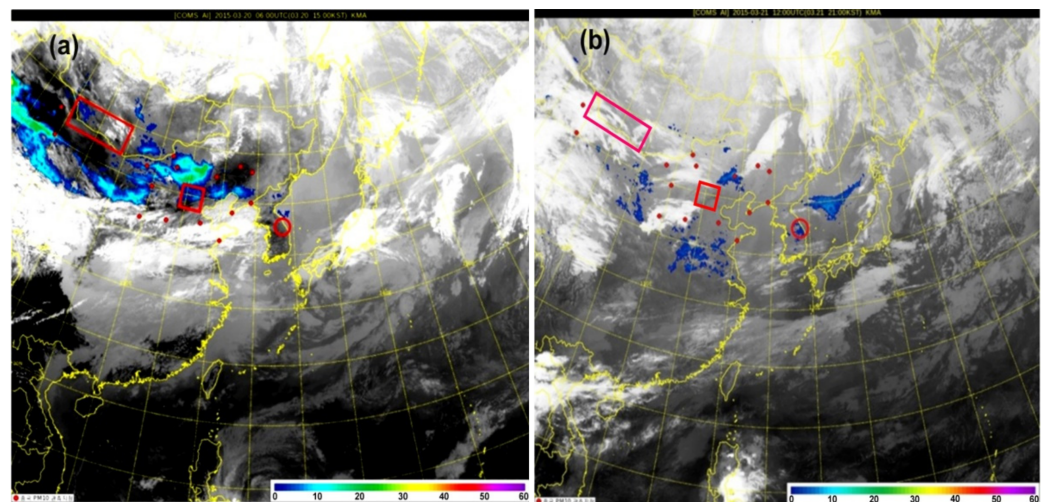 [COMS AI] 2015-03-20 06:00UTC(03.20 15:00KST) KMA
(a)
0 10 20 30 40 50 60
[COMS AI] 2015-03-21 12:00UTC(03.21 21:00KST) KMA
(b)
0 10 20 30 40 50 60